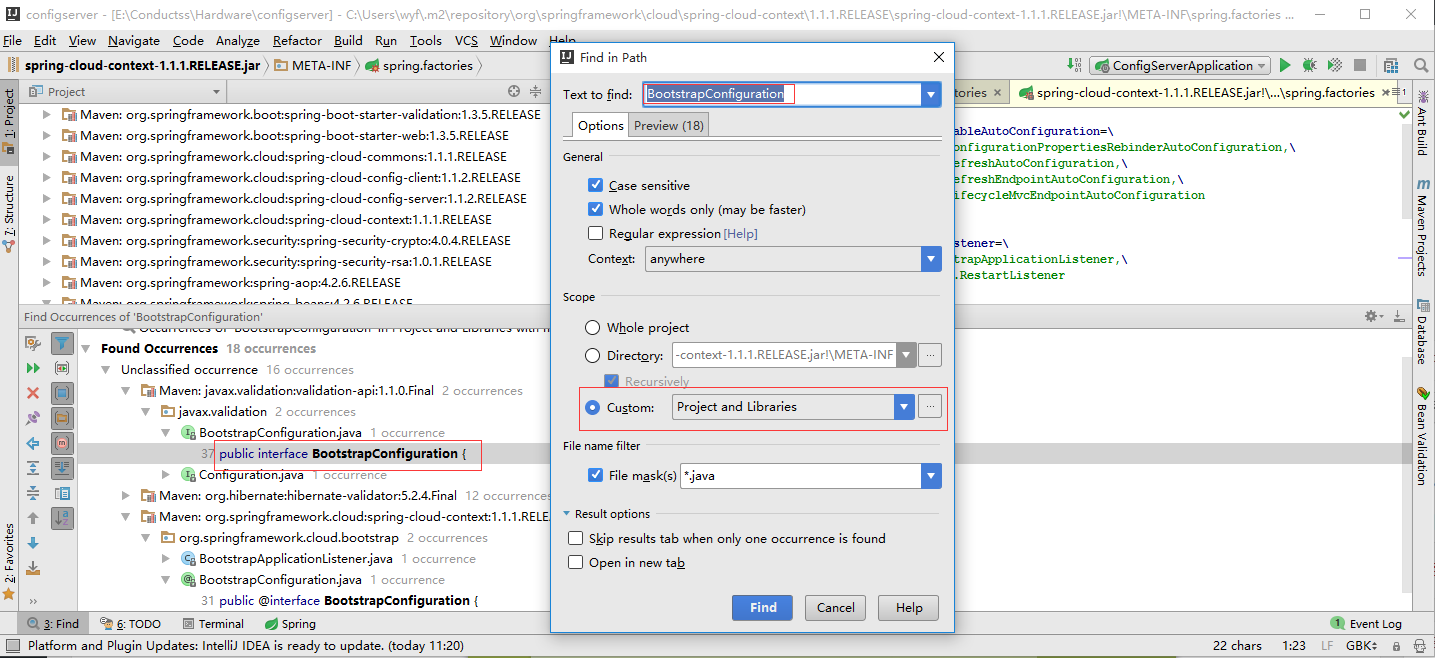 configserver - [E:\Conductss\Hardware\configserver] - C:\Users\wyf\.m2\repository\org\springframework\cloud\spring-cloud-context\1.1.1.RELEASE\spring-cloud-context-1.1.1.RELEASE.jar!\META-INF\spring.factories ...
File Edit View Navigate Code Analyze Refactor Build Run Tools VCS Window Help
spring-cloud-context-1.1.1.RELEASE.jar META-INF spring.factories
ConfigServerApplication
Project
tories
spring-cloud-context-1.1.1.RELEASE.jar!\...\spring.factories
1
1: Project
7: Structure
2: Favorites
Maven: org.springframework.boot:spring-boot-starter-validation:1.3.5.RELEASE
Maven: org.springframework.boot:spring-boot-starter-web:1.3.5.RELEASE
Maven: org.springframework.cloud:spring-cloud-commons:1.1.1.RELEASE
Maven: org.springframework.cloud:spring-cloud-config-client:1.1.2.RELEASE
Maven: org.springframework.cloud:spring-cloud-config-server:1.1.2.RELEASE
Maven: org.springframework.cloud:spring-cloud-context:1.1.1.RELEASE
Maven: org.springframework.security:spring-security-crypto:4.0.4.RELEASE
Maven: org.springframework.security:spring-security-rsa:1.0.1.RELEASE
Maven: org.springframework:spring-aop:4.2.6.RELEASE
Maven: org.springframework:spring-beans:4.2.6.RELEASE
ableAutoConfiguration=\
onfigurationPropertiesRebinderAutoConfiguration,\
efreshAutoConfiguration,\
efreshEndpointAutoConfiguration,\
ifecycleMvcEndpointAutoConfiguration
stener=\
trapApplicationListener,\
.RestartListener
Ant Build
Maven Projects
Database
Bean Validation
Find Occurrences of 'BootstrapConfiguration'
Occurrences of 'BootstrapConfiguration' in Project and Libraries with
Found Occurrences 18 occurrences
Unclassified occurrence 16 occurrences
Maven: javax.validation:validation-api:1.1.0.Final 2 occurrences
javax.validation 2 occurrences
BootstrapConfiguration.java 1 occurrence
37 public interface BootstrapConfiguration {
Configuration.java 1 occurrence
Maven: org.hibernate:hibernate-validator:5.2.4.Final 12 occurrences
Maven: org.springframework.cloud:spring-cloud-context:1.1.1.RELEA
org.springframework.cloud.bootstrap 2 occurrences
BootstrapApplicationListener.java 1 occurrence
BootstrapConfiguration.java 1 occurrence
31 public @interface BootstrapConfiguration {
Find in Path
Text to find: BootstrapConfiguration
Options Preview (18)
General
Case sensitive
Whole words only (may be faster)
Regular expression [Help]
Context: anywhere
Scope
Whole project
Directory: -context-1.1.1.RELEASE.jar!\META-INF ...
Recursively
Custom: Project and Libraries ...
File name filter
File mask(s) *.java
Result options
Skip results tab when only one occurrence is found
Open in new tab
Find Cancel Help
3: Find 6: TODO Terminal Spring
1 Event Log
Platform and Plugin Updates: IntelliJ IDEA is ready to update. (today 11:20)
22 chars 1:23 LF GBK